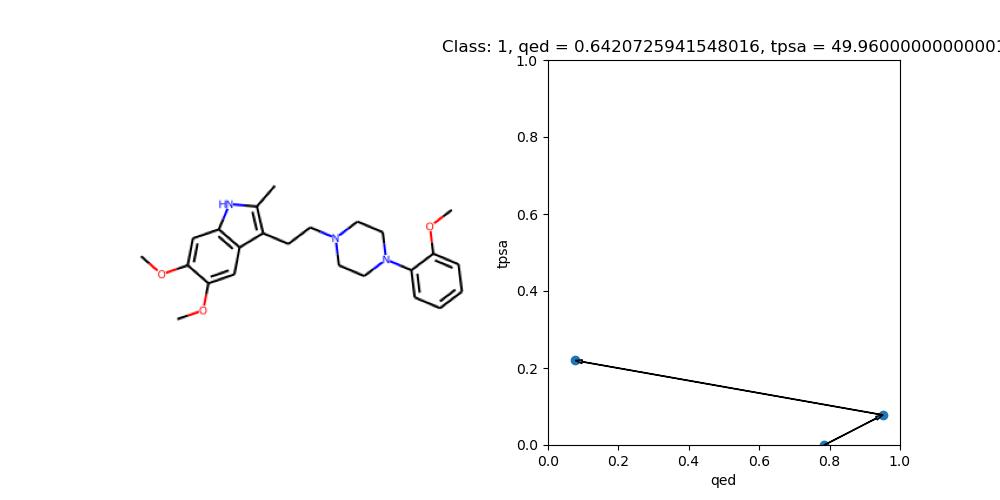 Class: 1, qed = 0.6420725941548016, tpsa = 49.96000000000001
HN
N
N
O
O
O
1.0
0.8
0.6
0.4
0.2
0.0
tpsa
0.0 0.2 0.4 0.6 0.8 1.0
qed